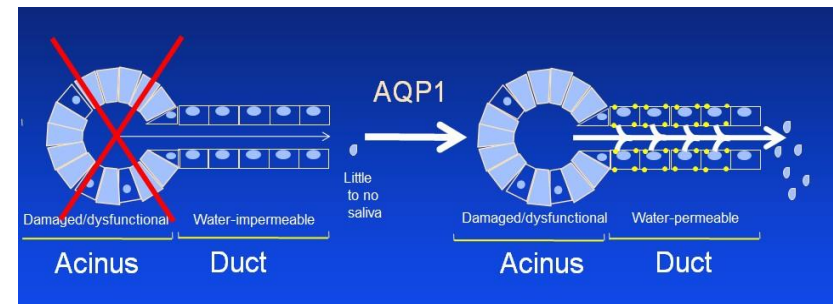 AQP1
Little
to no
saliva
Damaged/dysfunctional
Water-impermeable
Damaged/dysfunctional
Water-permeable
Acinus
Duct
Acinus
Duct